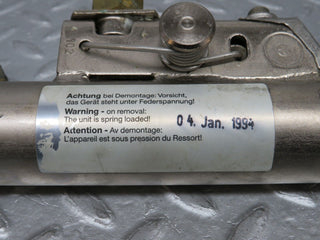 Achtung bei Demontage: Vorsicht,
das Gerät steht unter Federspannung!
Warning - on removal:
The unit is spring loaded!
04. Jan. 1994
Attention - Av demontage:
L'appareil est sous pression du Ressort!